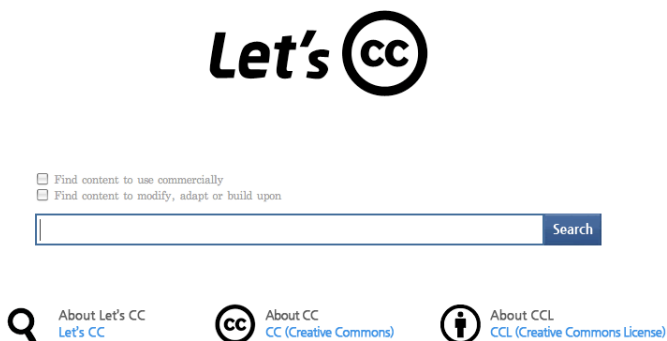 Let's CC
Find content to use commercially
Find content to modify, adapt or build upon
Search
About Let's CC
Let's CC
CC
About CC
CC (Creative Commons)
About CCL
CCL (Creative Commons License)